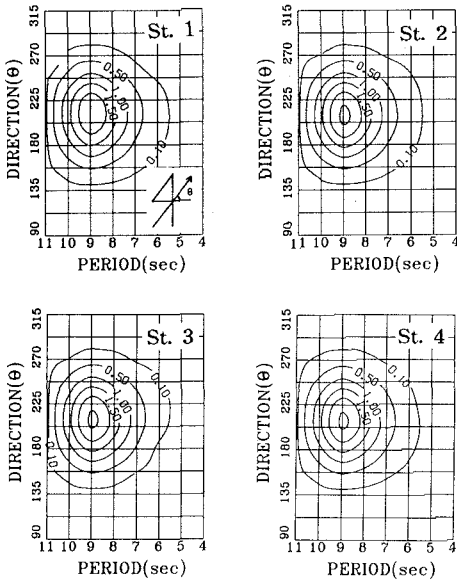 St. 1
DIRECTION(θ)
315
270
225
180
135
90
0.50
1.00
1.50
0.10
θ
11 10 9 8 7 6 5 4
PERIOD(sec)
St. 2
DIRECTION(θ)
315
270
225
180
135
90
0.50
1.00
1.50
0.10
11 10 9 8 7 6 5 4
PERIOD(sec)
St. 3
DIRECTION(θ)
315
270
225
180
135
90
0.50
0.10
1.00
1.50
0.10
11 10 9 8 7 6 5 4
PERIOD(sec)
St. 4
DIRECTION(θ)
315
270
225
180
135
90
0.50
0.10
1.00
1.50
11 10 9 8 7 6 5 4
PERIOD(sec)